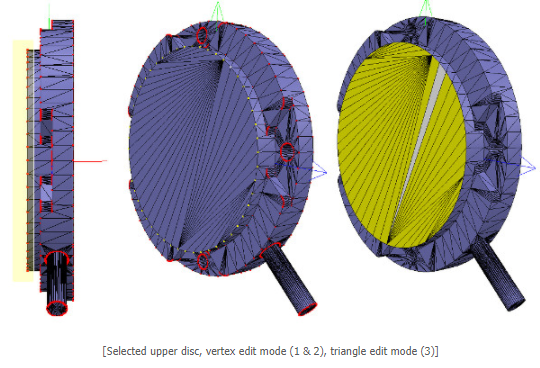 [Selected upper disc, vertex edit mode (1 & 2), triangle edit mode (3)]